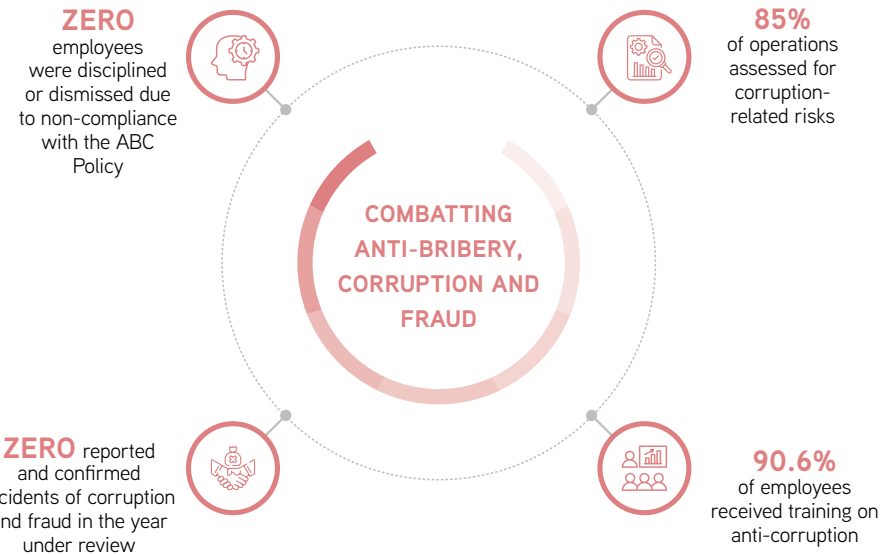 ZERO
employees
were disciplined
or dismissed due
to non-compliance
with the ABC
Policy
85%
of operations
assessed for
corruption-
related risks
COMBATTING
ANTI-BRIBERY,
CORRUPTION AND
FRAUD
ZERO reported
and confirmed
cidents of corruption
nd fraud in the year
under review
90.6%
of employees
received training on
anti-corruption